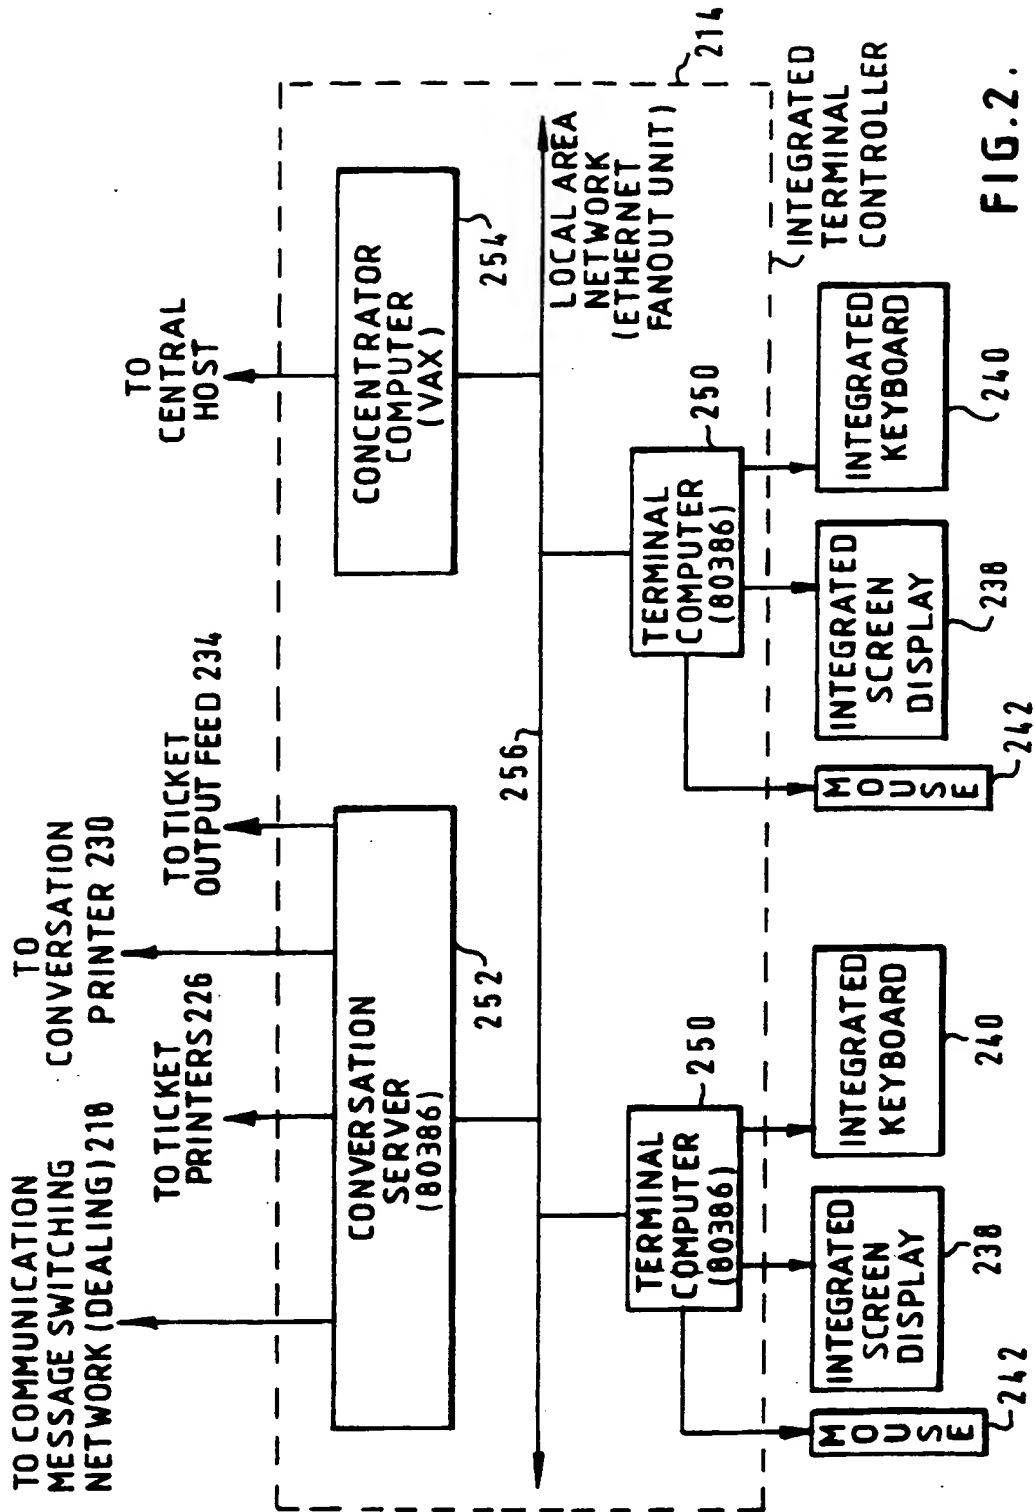 TO COMMUNICATION
MESSAGE SWITCHING
NETWORK (DEALING) 218
TO TICKET
PRINTERS 226
TO
CONVERSATION
PRINTER 230
TO TICKET
OUTPUT FEED 234
TO
CENTRAL
HOST
CONVERSATION
SERVER
(80386)
252
CONCENTRATOR
COMPUTER
(VAX)
254
214
256
LOCAL AREA
NETWORK
(ETHERNET
FANOUT UNIT)
TERMINAL
COMPUTER
(80386)
250
TERMINAL
COMPUTER
(80386)
250
INTEGRATED
TERMINAL
CONTROLLER
MOUSE
242
INTEGRATED
SCREEN
DISPLAY
238
INTEGRATED
KEYBOARD
240
MOUSE
242
INTEGRATED
SCREEN
DISPLAY
238
INTEGRATED
KEYBOARD
240
FIG.2.